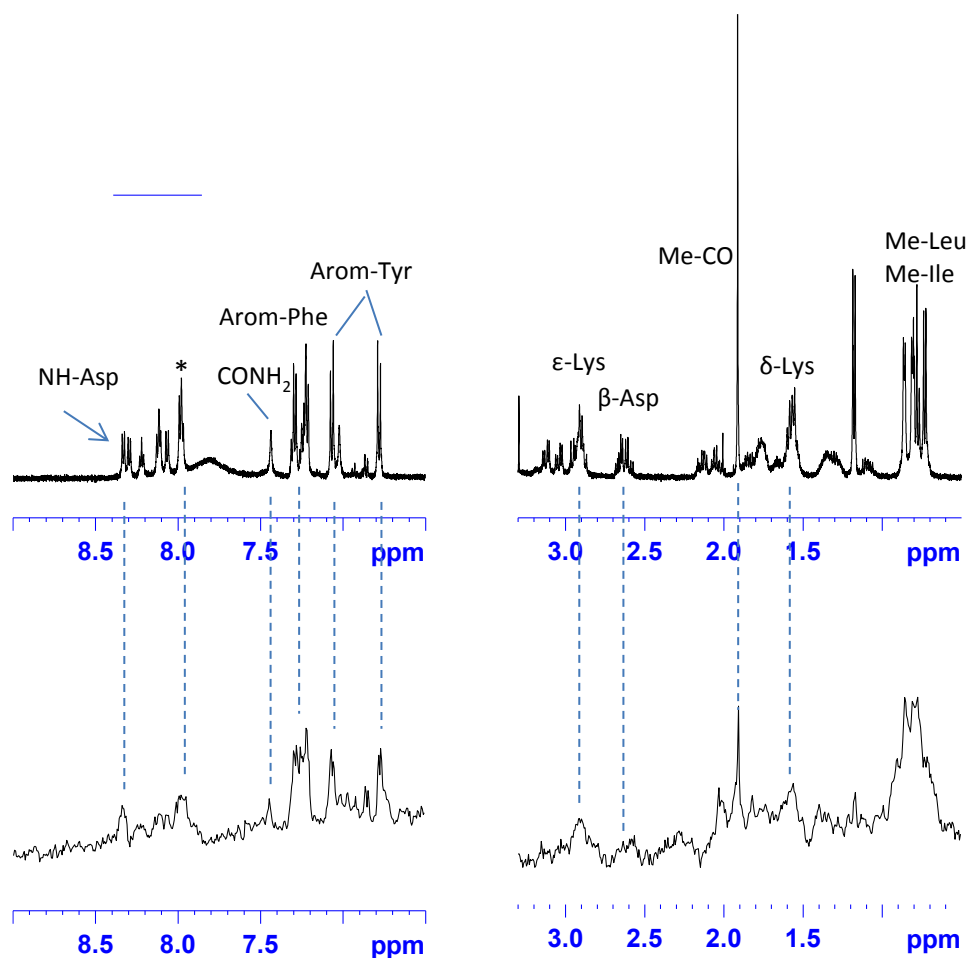 Me-Leu
Me-CO
Me-Ile
Arom-Tyr
Arom-Phe
*
ε-Lys
δ-Lys
NH-Asp
CONH2
β-Asp
8.5 8.0 7.5 ppm
3.0 2.5 2.0 1.5 ppm
8.5 8.0 7.5 ppm
3.0 2.5 2.0 1.5 ppm